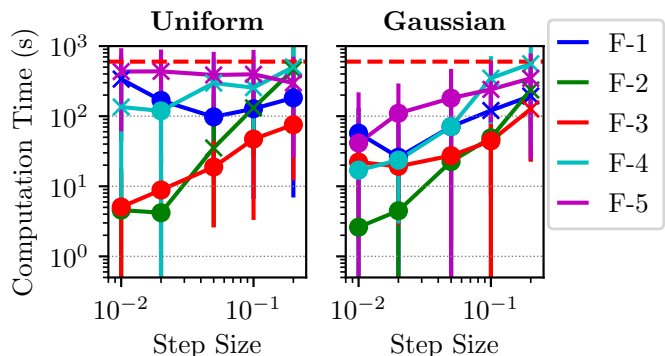 Uniform
Gaussian
Computation Time (s)
10³
10²
10¹
10⁰
10⁻²
10⁻¹
10⁻²
10⁻¹
Step Size
Step Size
F-1
F-2
F-3
F-4
F-5